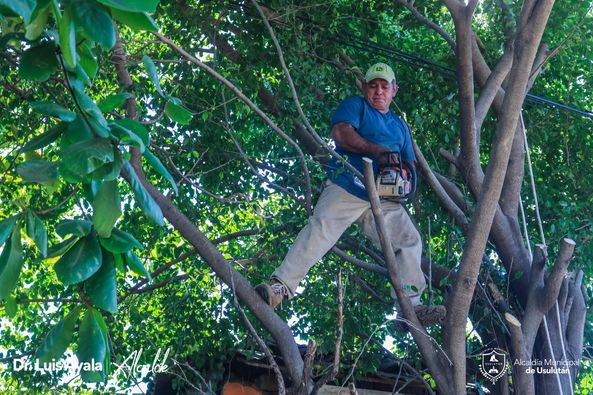 Dr. Luis Ayala Alcalde
Alcaldía Municipal
de Usulután